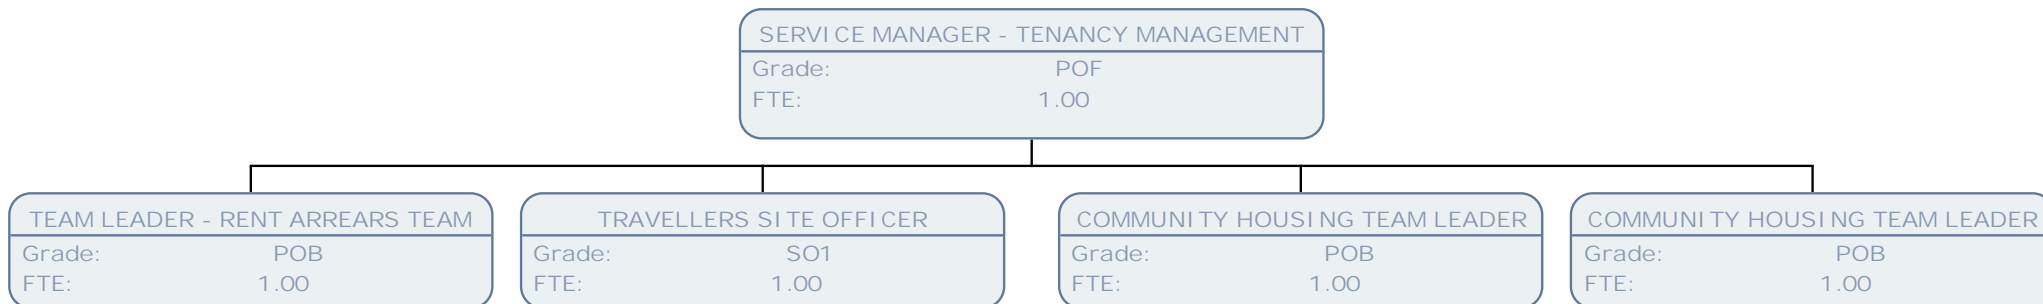 SERVICE MANAGER - TENANCY MANAGEMENT
Grade: POF
FTE: 1.00
TEAM LEADER - RENT ARREARS TEAM
Grade: POB
FTE: 1.00
TRAVELLERS SITE OFFICER
Grade: SO1
FTE: 1.00
COMMUNITY HOUSING TEAM LEADER
Grade: POB
FTE: 1.00
COMMUNITY HOUSING TEAM LEADER
Grade: POB
FTE: 1.00